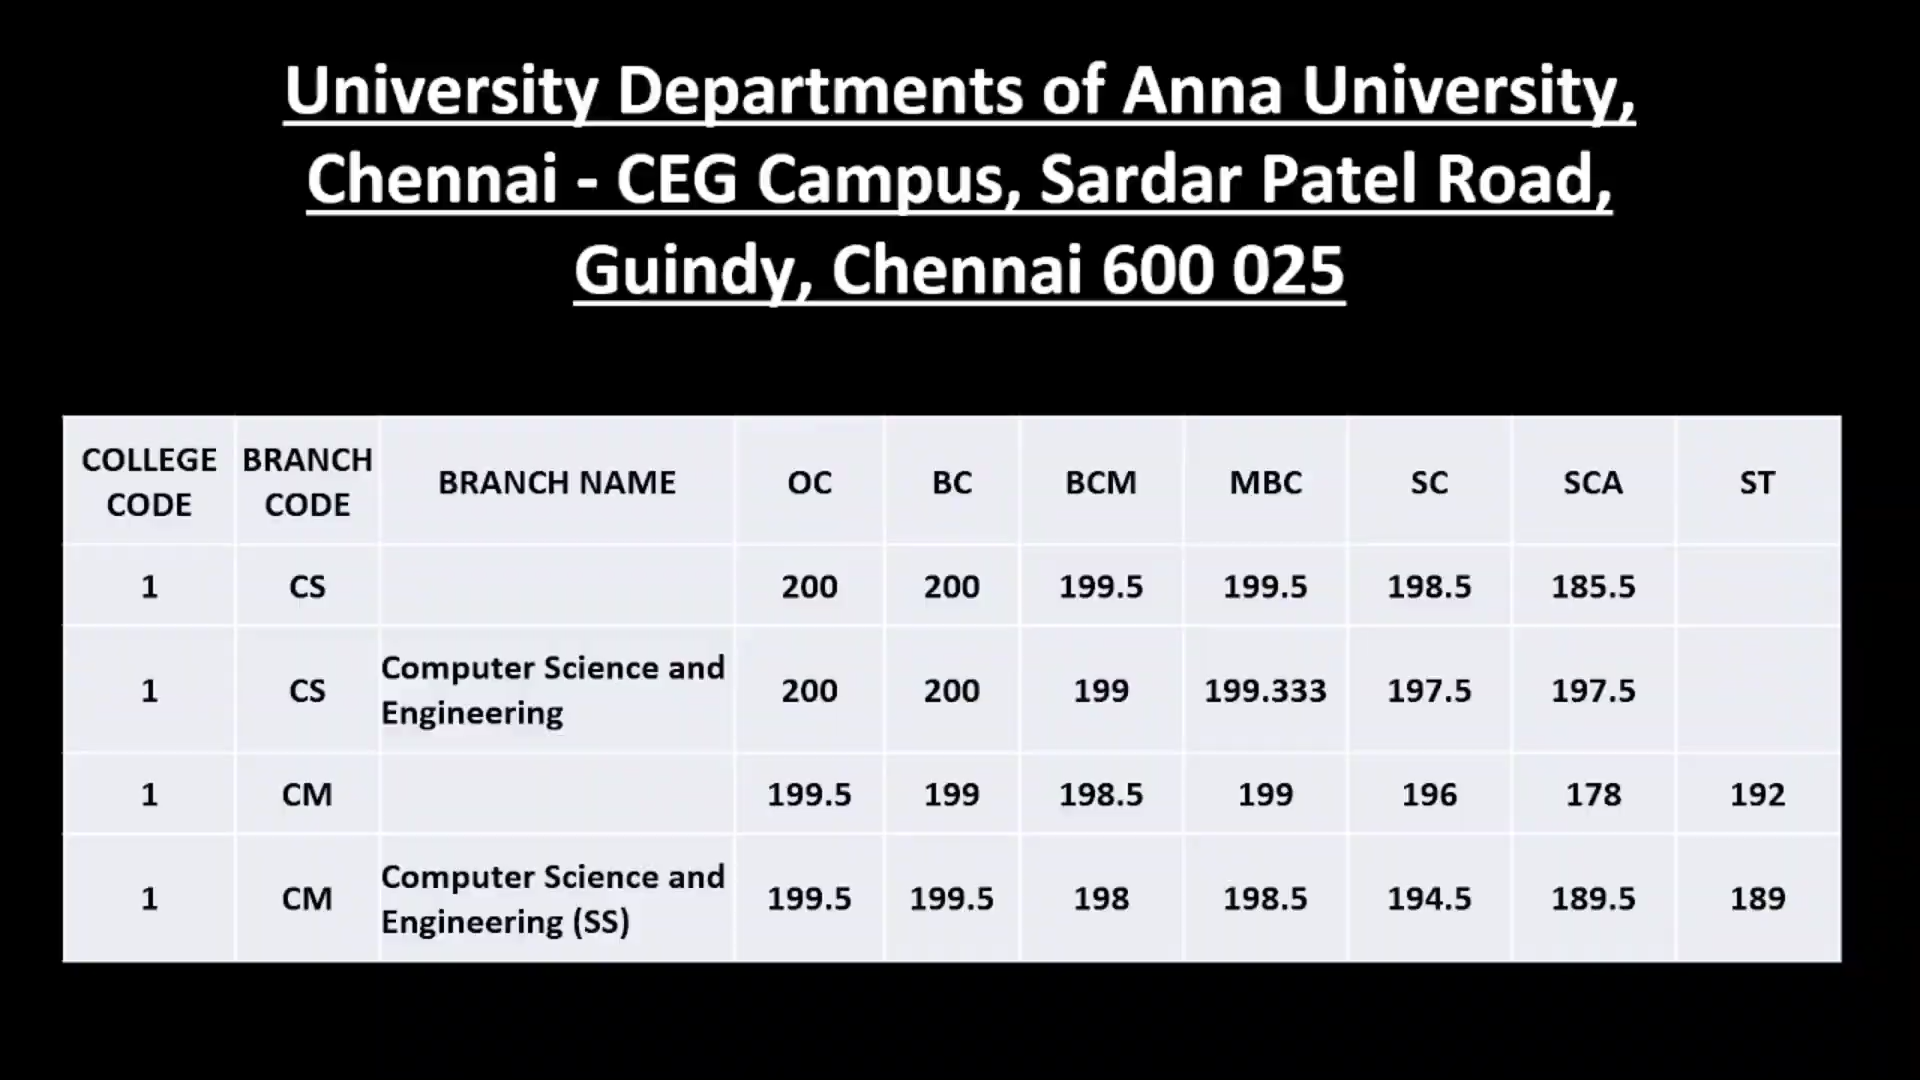 University Departments of Anna University,
Chennai - CEG Campus, Sardar Patel Road,
Guindy, Chennai 600 025
COLLEGE CODE BRANCH CODE BRANCH NAME OC BC BCM MBC SC SCA ST
1 CS 200 200 199.5 199.5 198.5 185.5
1 CS Computer Science and Engineering 200 200 199 199.333 197.5 197.5
1 CM 199.5 199 198.5 199 196 178 192
1 CM Computer Science and Engineering (SS) 199.5 199.5 198 198.5 194.5 189.5 189